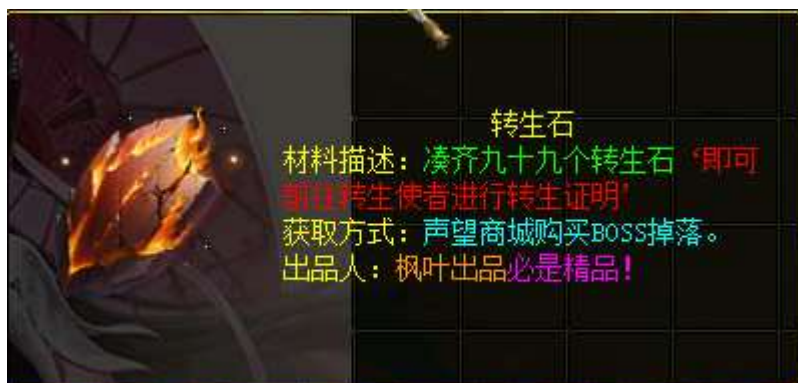 转生石
材料描述：凑齐九十九个转生石‘即可
前往转生使者进行转生证明’
获取方式：声望商城购买BOSS掉落。
出品人：枫叶出品必是精品！